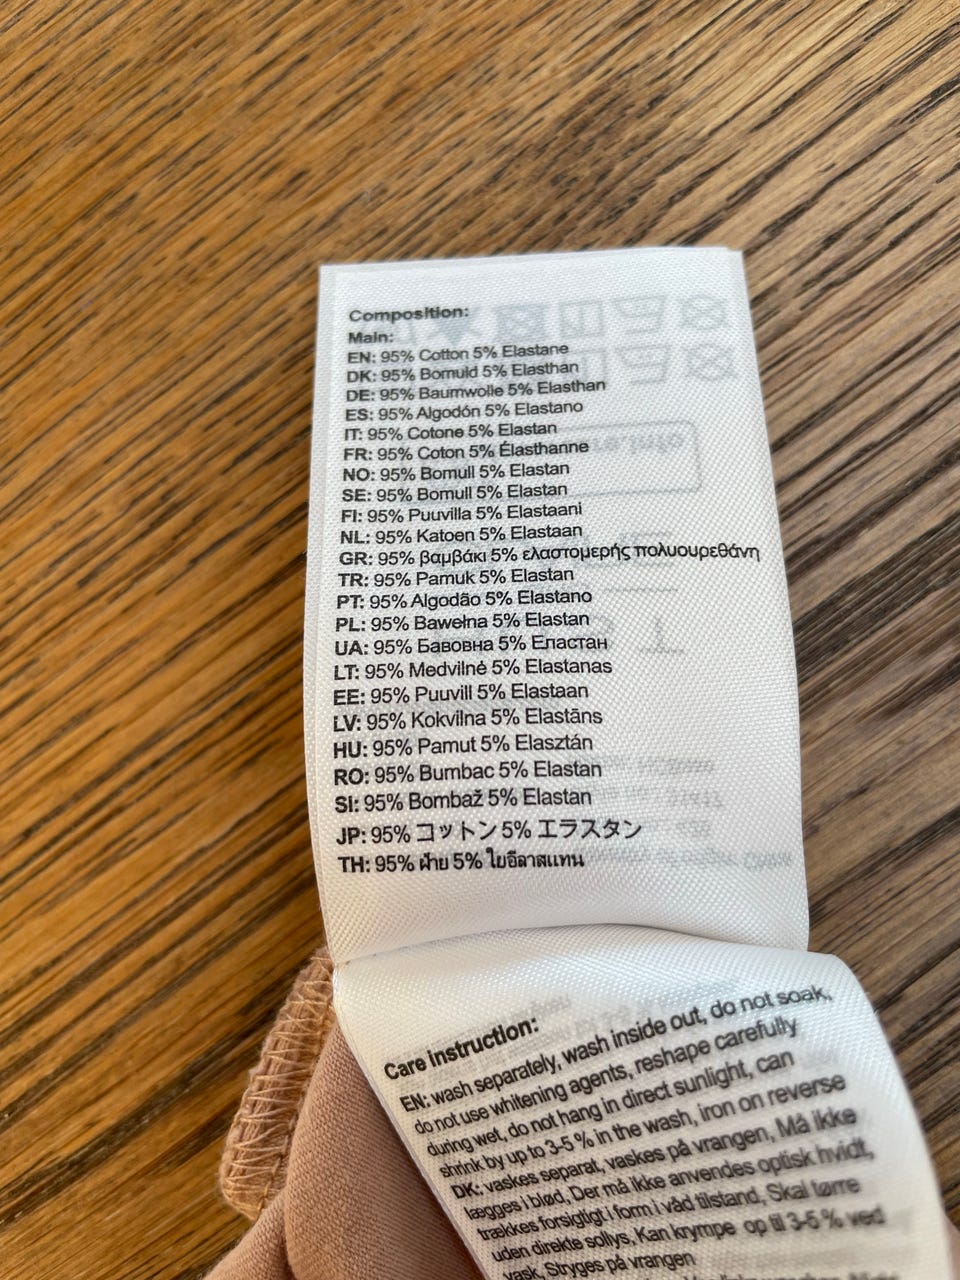 Composition:
Main:
EN: 95% Cotton 5% Elastane
DK: 95% Bomuld 5% Elasthan
DE: 95% Baumwolle 5% Elasthan
ES: 95% Algodón 5% Elastano
IT: 95% Cotone 5% Elastan
FR: 95% Coton 5% Élasthanne
NO: 95% Bomull 5% Elastan
SE: 95% Bomull 5% Elastan
FI: 95% Puuvilla 5% Elastaani
NL: 95% Katoen 5% Elastaan
GR: 95% βαμβάκι 5% ελαστομερής πολυουρεθάνη
TR: 95% Pamuk 5% Elastan
PT: 95% Algodão 5% Elastano
PL: 95% Bawełna 5% Elastan
UA: 95% Бавовна 5% Еластан
LT: 95% Medvilnė 5% Elastanas
EE: 95% Puuvill 5% Elastaan
LV: 95% Kokvilna 5% Elastāns
HU: 95% Pamut 5% Elasztán
RO: 95% Bumbac 5% Elastan
SI: 95% Bombaž 5% Elastan
JP: 95% コットン 5% エラスタン
TH: 95% ฝ้าย 5% ใยอีลาสแทน
Care instruction:
EN: wash separately, wash inside out, do not soak,
do not use whitening agents, reshape carefully
during wet, do not hang in direct sunlight, can
shrink by up to 3-5 % in the wash, iron on reverse
DK: vaskes separat, vaskes på vrangen, Må ikke
lægges i blød, Der må ikke anvendes optisk hvidt,
trækkes forsigtigt i form i våd tilstand, Skal tørre
uden direkte sollys, Kan krympe op til 3-5 % ved
vask, Stryges på vrangen